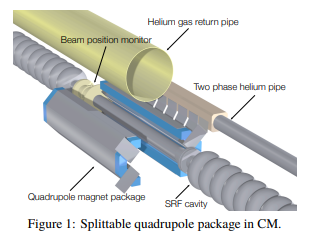 Helium gas return pipe
Beam position monitor
Two phase helium pipe
Quadrupole magnet package
SRF cavity
Figure 1: Splittable quadrupole package in CM.